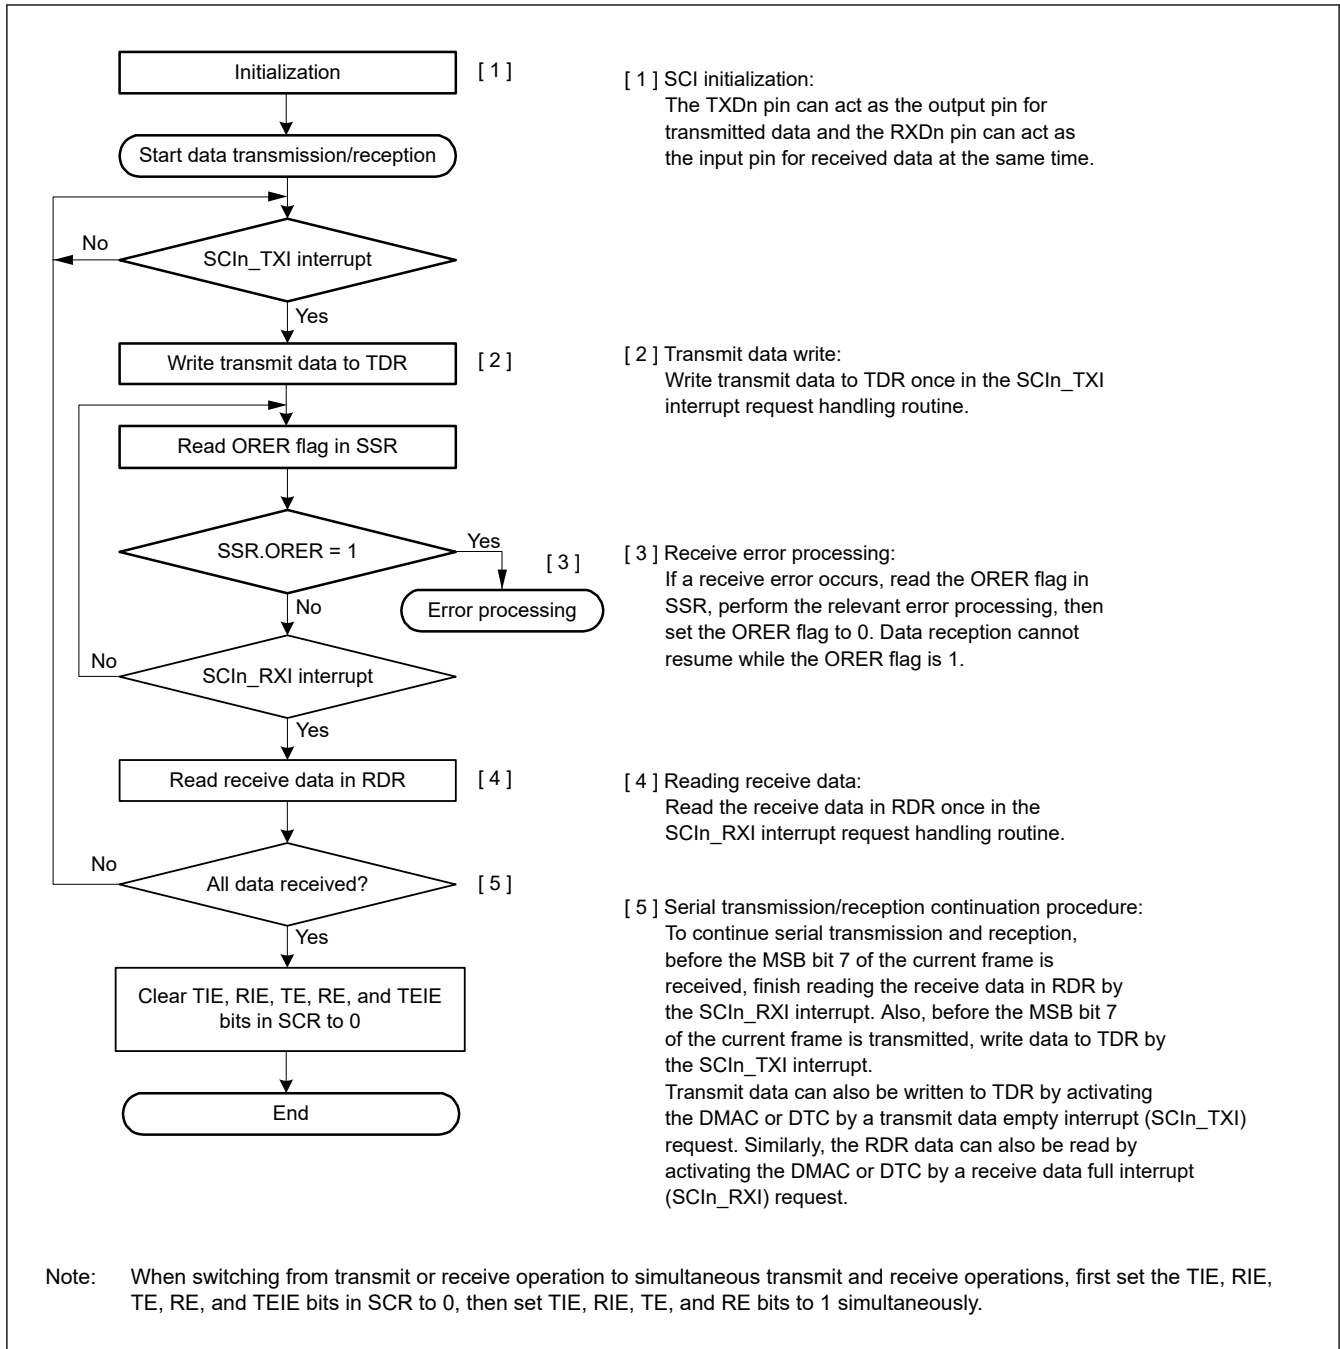 Initialization
[ 1 ]
Start data transmission/reception
No
SCIn_TXI interrupt
Yes
Write transmit data to TDR
[ 2 ]
Read ORER flag in SSR
SSR.ORER = 1
Yes
[ 3 ]
No
Error processing
No
SCIn_RXI interrupt
Yes
Read receive data in RDR
[ 4 ]
No
All data received?
[ 5 ]
Yes
Clear TIE, RIE, TE, RE, and TEIE
bits in SCR to 0
End
[ 1 ] SCI initialization:
The TXDn pin can act as the output pin for
transmitted data and the RXDn pin can act as
the input pin for received data at the same time.
[ 2 ] Transmit data write:
Write transmit data to TDR once in the SCIn_TXI
interrupt request handling routine.
[ 3 ] Receive error processing:
If a receive error occurs, read the ORER flag in
SSR, perform the relevant error processing, then
set the ORER flag to 0. Data reception cannot
resume while the ORER flag is 1.
[ 4 ] Reading receive data:
Read the receive data in RDR once in the
SCIn_RXI interrupt request handling routine.
[ 5 ] Serial transmission/reception continuation procedure:
To continue serial transmission and reception,
before the MSB bit 7 of the current frame is
received, finish reading the receive data in RDR by
the SCIn_RXI interrupt. Also, before the MSB bit 7
of the current frame is transmitted, write data to TDR by
the SCIn_TXI interrupt.
Transmit data can also be written to TDR by activating
the DMAC or DTC by a transmit data empty interrupt (SCIn_TXI)
request. Similarly, the RDR data can also be read by
activating the DMAC or DTC by a receive data full interrupt
(SCIn_RXI) request.
Note: When switching from transmit or receive operation to simultaneous transmit and receive operations, first set the TIE, RIE,
TE, RE, and TEIE bits in SCR to 0, then set TIE, RIE, TE, and RE bits to 1 simultaneously.